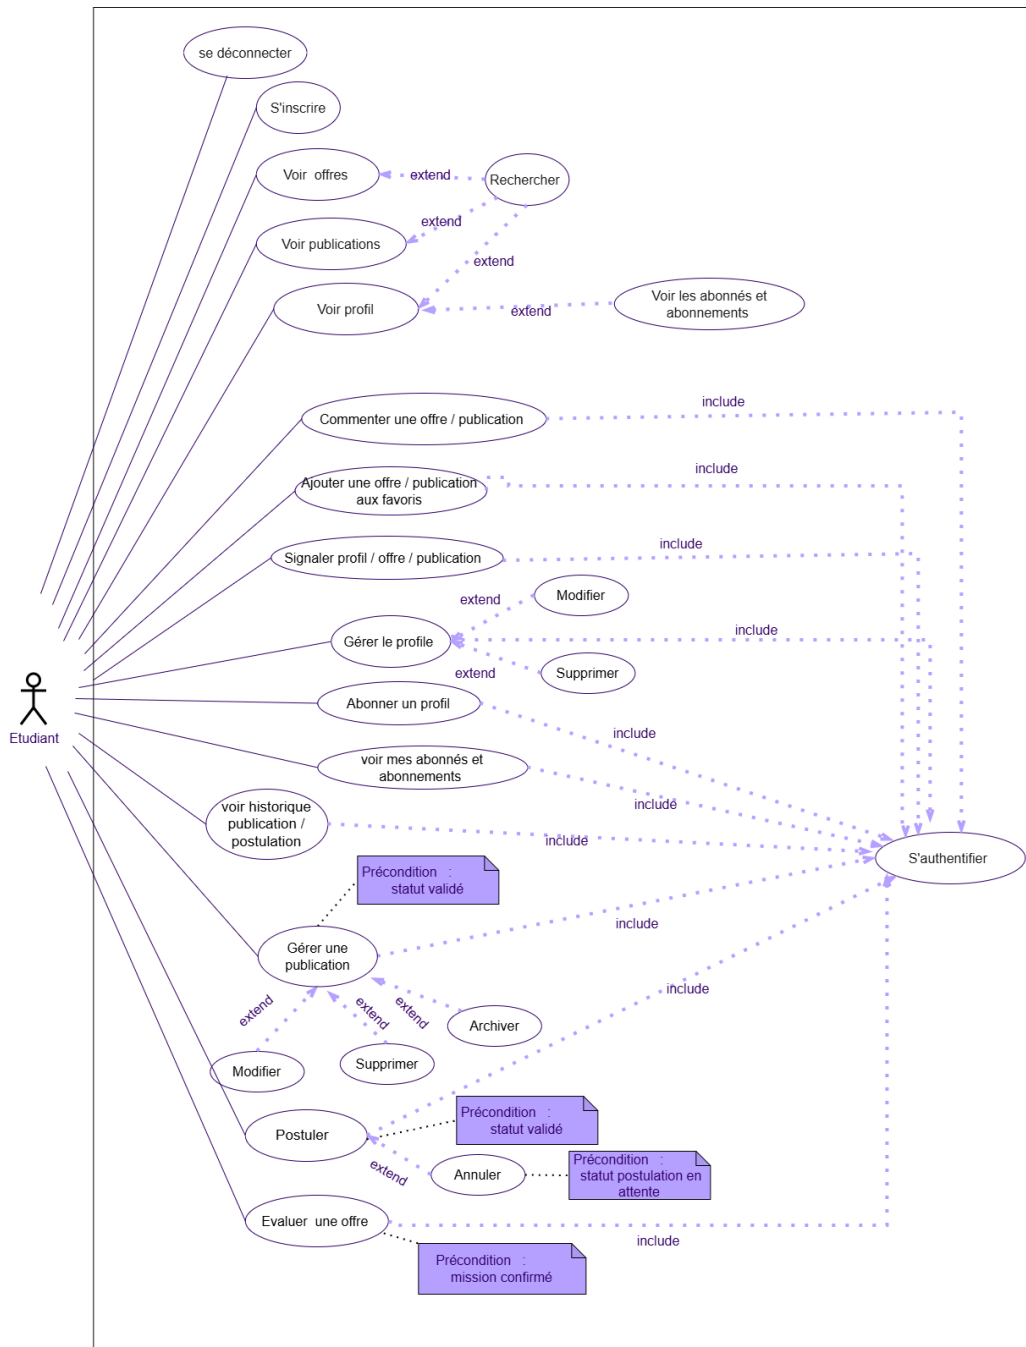 se déconnecter
S'inscrire
Voir offres
extend
Rechercher
extend
Voir publications
extend
Voir profil
extend
Voir les abonnés et
abonnements
Commenter une offre / publication
include
Ajouter une offre / publication
aux favoris
include
Signaler profil / offre / publication
include
extend
Modifier
Gérer le profile
include
extend
Supprimer
Etudiant
Abonner un profil
include
voir mes abonnés et
abonnements
include
voir historique
publication /
postulation
include
S'authentifier
Précondition :
statut validé
Gérer une
publication
include
extend
extend
extend
Archiver
include
Modifier
Supprimer
Postuler
Précondition :
statut validé
extend
Annuler
Précondition :
statut postulation en
attente
Evaluer une offre
include
Précondition :
mission confirmé